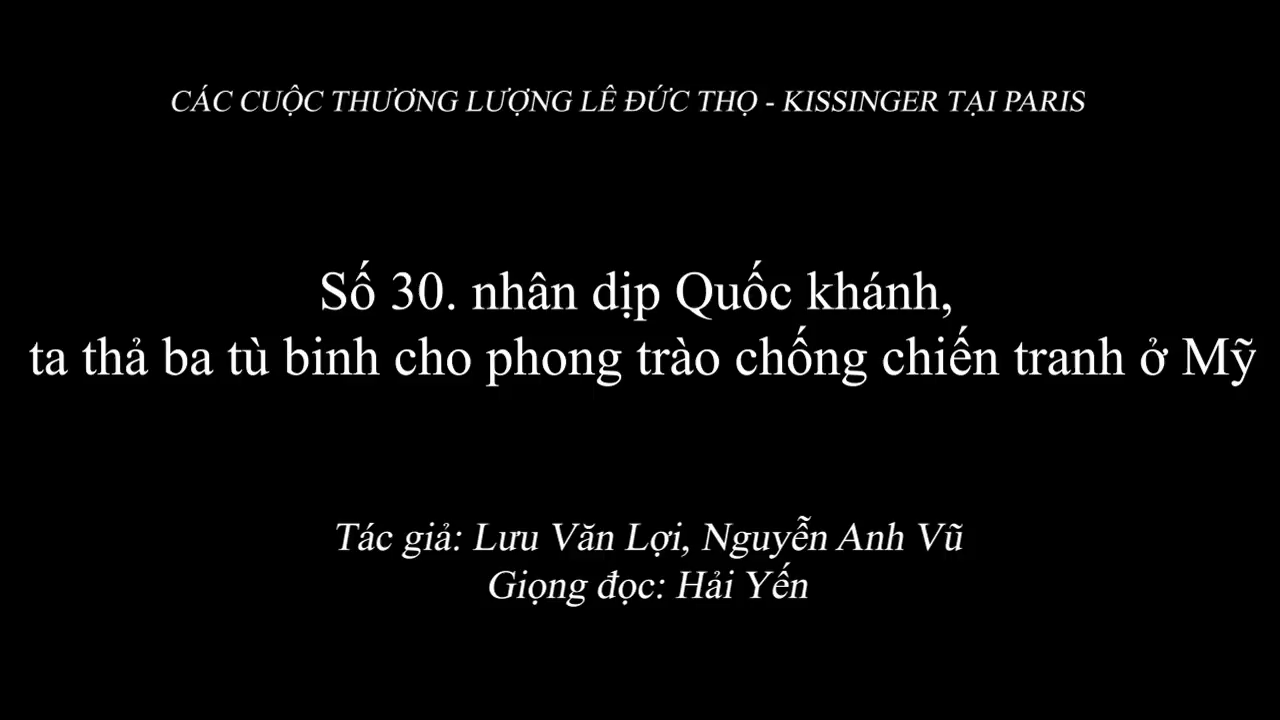 CÁC CUỘC THƯƠNG LƯỢNG LÊ ĐỨC THỌ - KISSINGER TẠI PARIS
Số 30. nhân dịp Quốc khánh,
ta thả ba tù binh cho phong trào chống chiến tranh ở Mỹ
Tác giả: Lưu Văn Lợi, Nguyễn Anh Vũ
Giọng đọc: Hải Yến